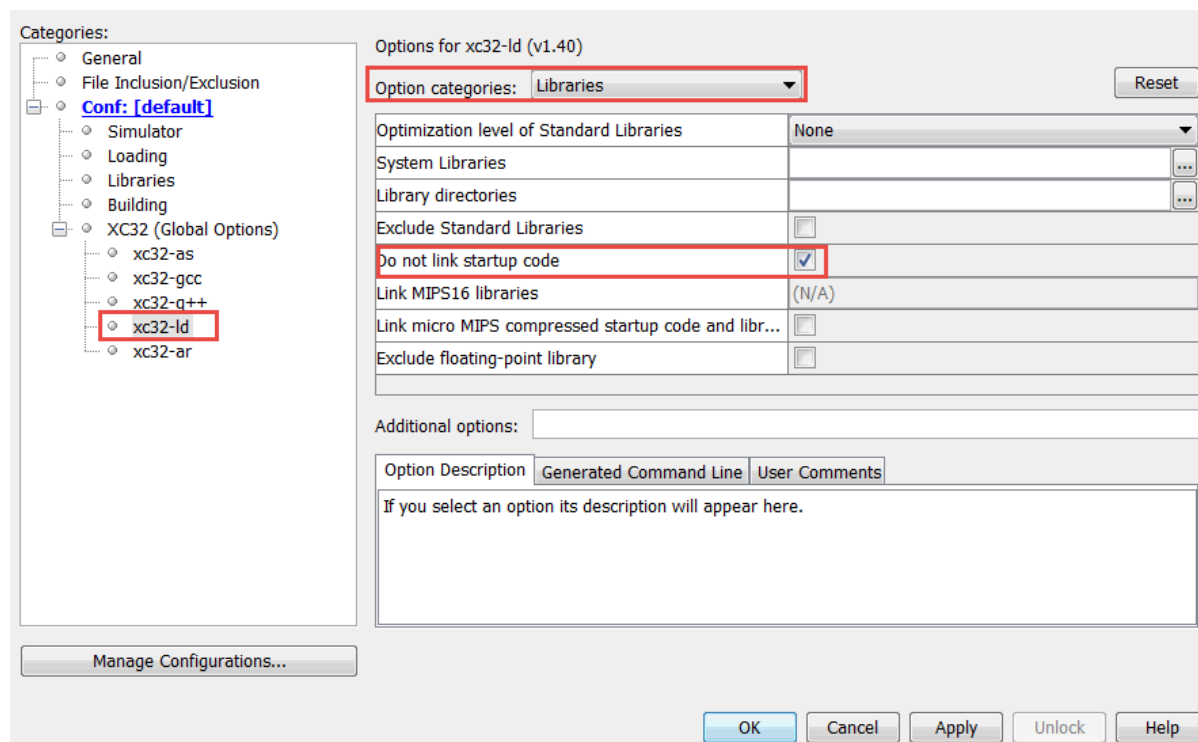 Categories:
General
File Inclusion/Exclusion
Conf: [default]
Simulator
Loading
Libraries
Building
XC32 (Global Options)
xc32-as
xc32-gcc
xc32-g++
xc32-ld
xc32-ar
Manage Configurations...
Options for xc32-ld (v1.40)
Option categories: Libraries
Reset
Optimization level of Standard Libraries None
System Libraries ...
Library directories ...
Exclude Standard Libraries
Do not link startup code
Link MIPS16 libraries (N/A)
Link micro MIPS compressed startup code and libr...
Exclude floating-point library
Additional options:
Option Description Generated Command Line User Comments
If you select an option its description will appear here.
OK Cancel Apply Unlock Help